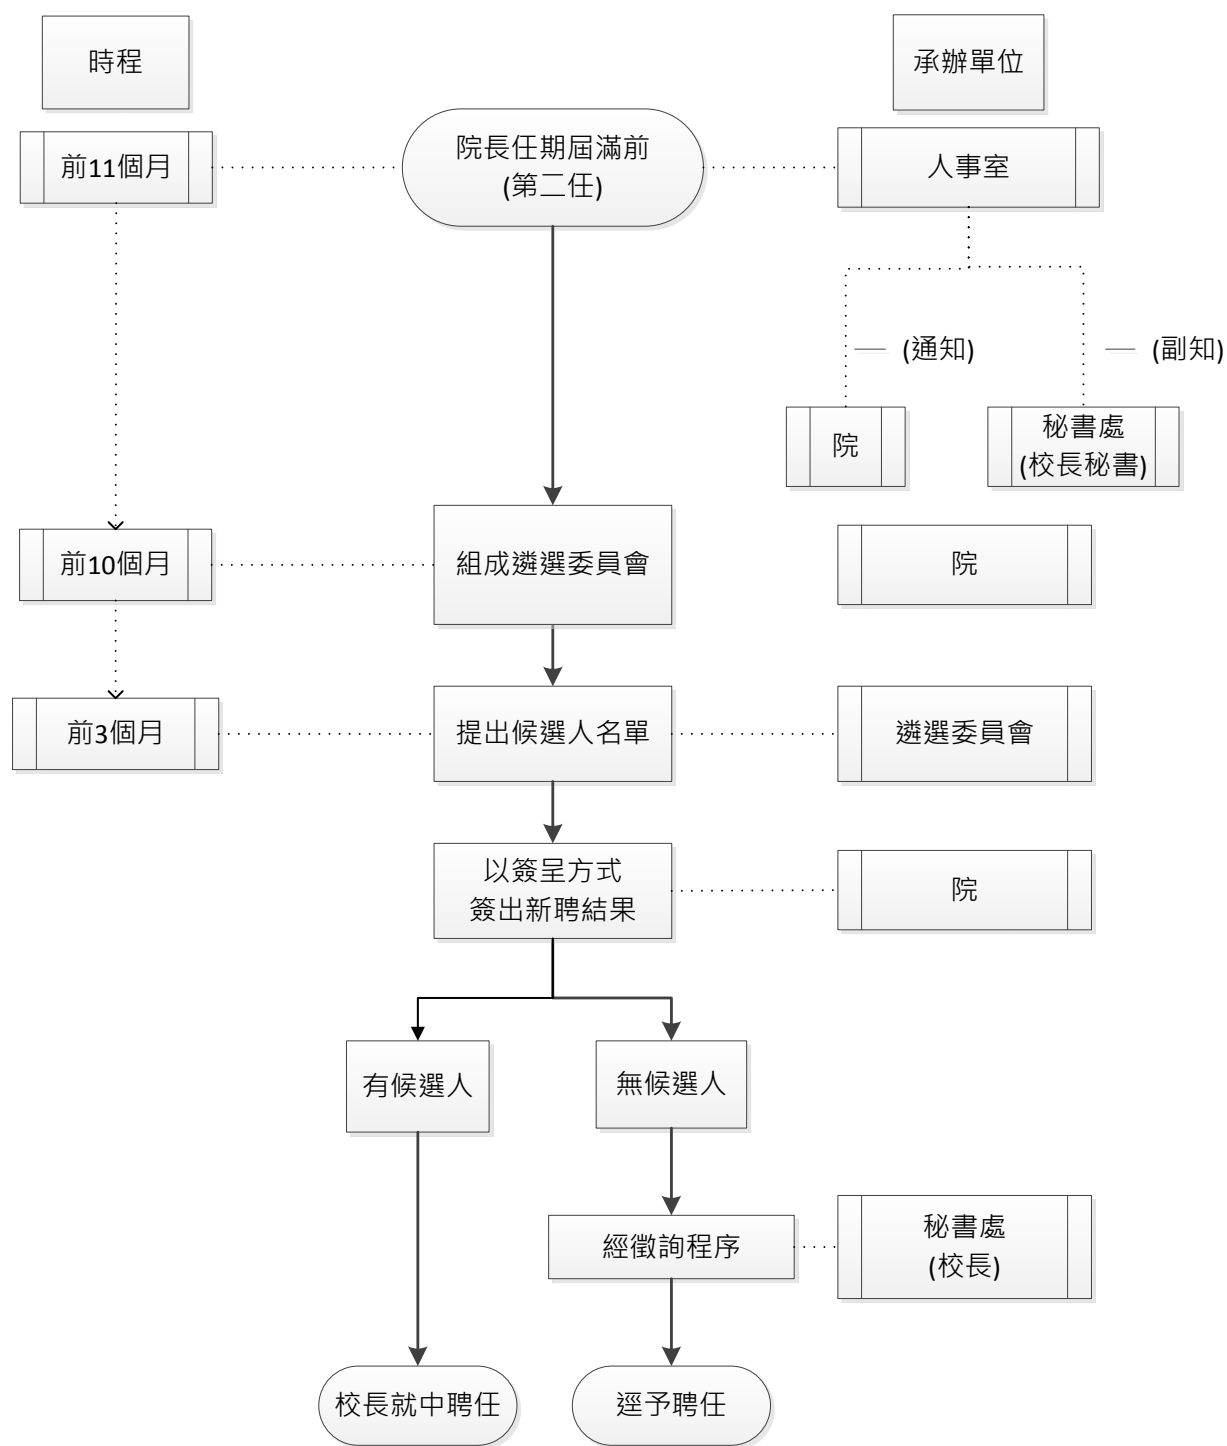 時程
承辦單位
前11個月
院長任期屆滿前
(第二任)
人事室
(通知)
(副知)
院
秘書處
(校長秘書)
前10個月
組成遴選委員會
院
前3個月
提出候選人名單
遴選委員會
以簽呈方式
簽出新聘結果
院
有候選人
無候選人
經徵詢程序
秘書處
(校長)
校長就中聘任
逕予聘任